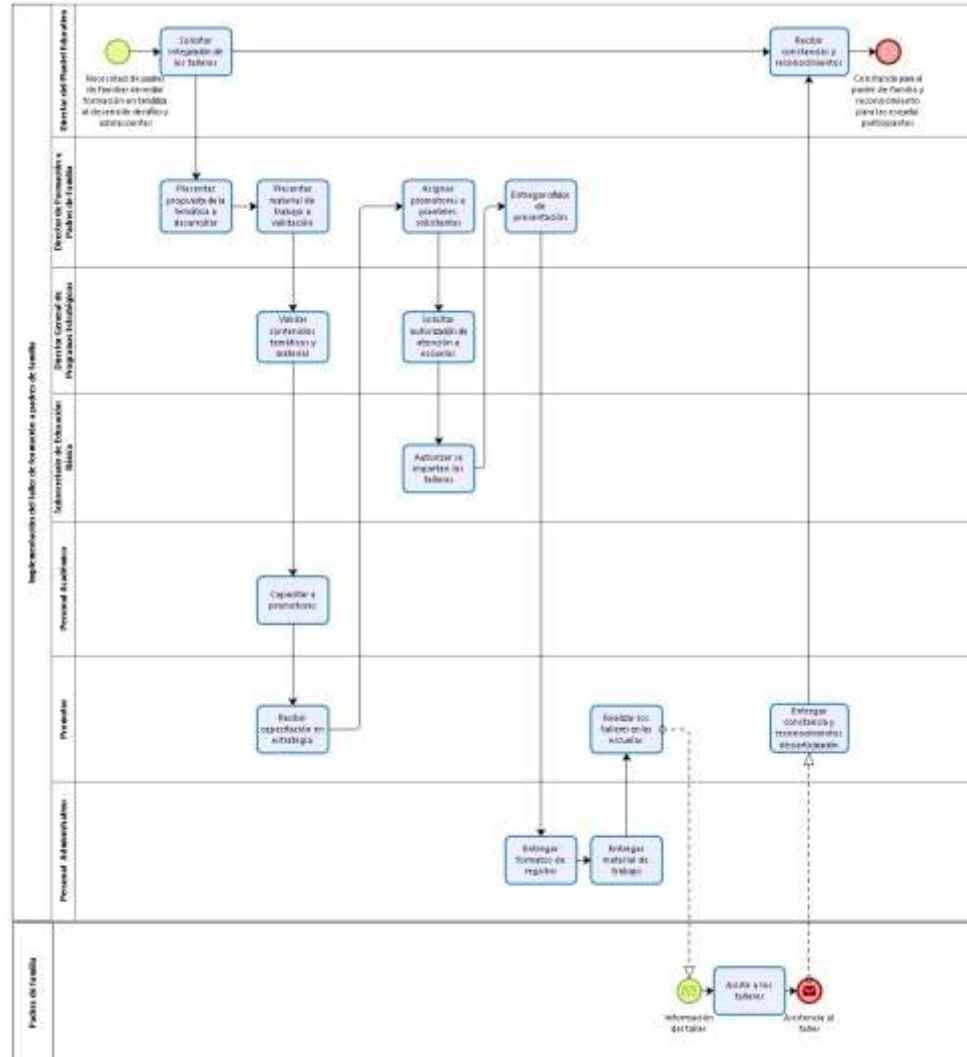 Implementación del taller de formación a padres de familia
Director del Plantel Educativo
Necesidad de padres
de familias de recibir
formación en temática
al desarrollo de niños y
adolescentes
Solicitar
integración de
los talleres
Recibir
constancias y
reconocimientos
Constancia para el
padre de familia y
reconocimiento
para las escuelas
participantes
Director de Formación a
Padres de Familia
Presentar
propuesta de la
temática a
desarrollar
Presentar
material de
trabajo a
validación
Asignar
promotores a
planteles
solicitantes
Entregar oficios
de
presentación
Director General de
Programas Estratégicos
Validar
contenidos
temáticos y
material
Solicitar
autorización de
atención a
escuelas
Subsecretario de Educación
Básica
Autorizar se
impartan los
talleres
Personal Académico
Capacitar a
promotores
Promotor
Recibir
capacitación en
estrategia
Realizar los
talleres en las
escuelas
Entregar
constancia y
reconocimientos
de participación
Personal Administrativo
Entregar
formatos de
registro
Entregar
material de
trabajo
Padres de familia
Información
del taller
Asistir a los
talleres
Asistencia al
taller